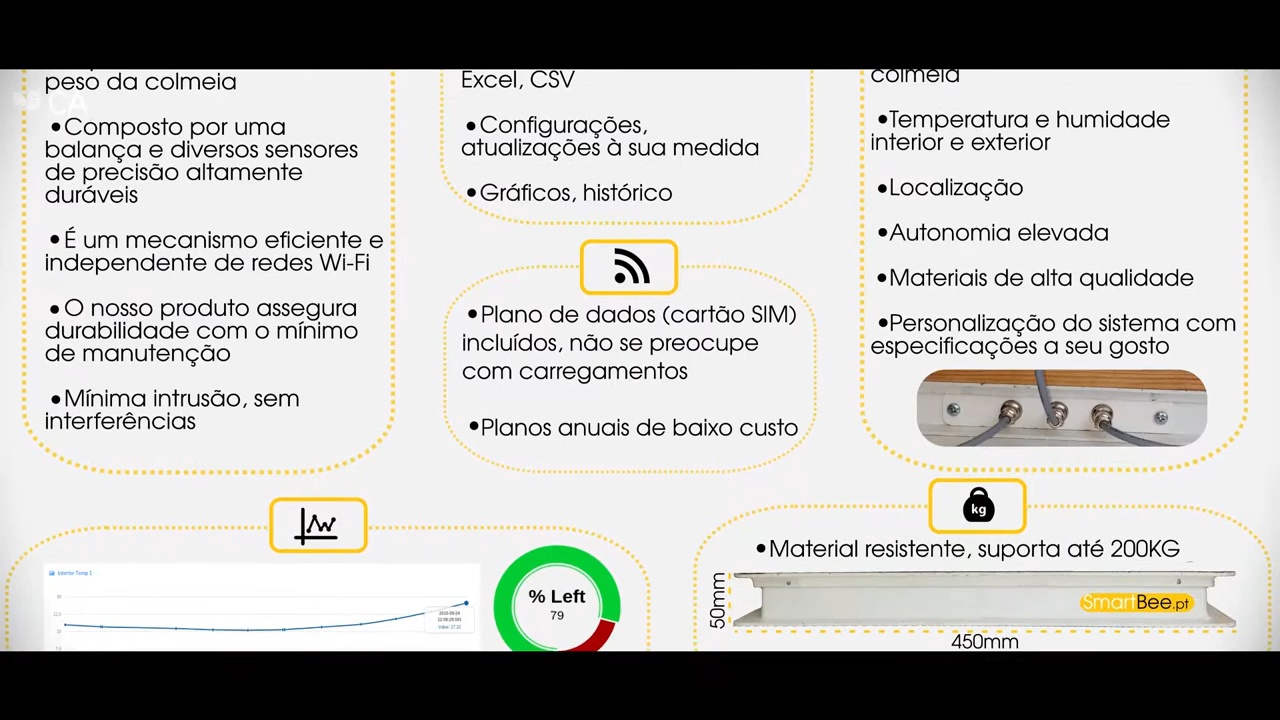 peso da colmeia
•Composto por uma
balança e diversos sensores
de precisão altamente
duráveis
•É um mecanismo eficiente e
independente de redes Wi-Fi
•O nosso produto assegura
durabilidade com o mínimo
de manutenção
•Mínima intrusão, sem
interferências
Excel, CSV
•Configurações,
atualizações à sua medida
•Gráficos, histórico
•Plano de dados (cartão SIM)
incluídos, não se preocupe
com carregamentos
•Planos anuais de baixo custo
colmeia
•Temperatura e humidade
interior e exterior
•Localização
•Autonomia elevada
•Materiais de alta qualidade
•Personalização do sistema com
especificações a seu gosto
Interior Temp 1
% Left
79
kg
•Material resistente, suporta até 200KG
50mm
SmartBee.pt
450mm
CA